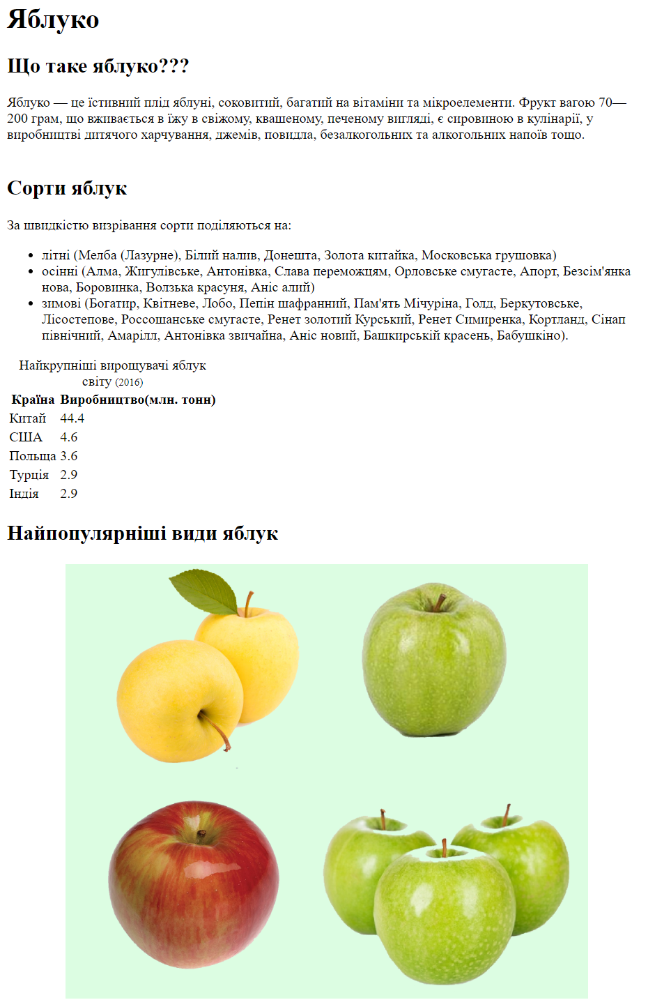 Яблуко
Що таке яблуко???
Яблуко — це їстивний плід яблуні, соковитий, багатий на вітаміни та мікроелементи. Фрукт вагою 70—
200 грам, що вживається в їжу в свіжому, квашеному, печеному вигляді, є сировиною в кулінарії, у
виробництві дитячого харчування, джемів, повидла, безалкогольних та алкогольних напоїв тощо.
Сорти яблук
За швидкістю визрівання сорти поділяються на:
• літні (Мелба (Лазурне), Білий налив, Донешта, Золота китайка, Московська грушовка)
• осінні (Алма, Жигулівське, Антонівка, Слава переможцям, Орловське смугасте, Апорт, Безсім'янка
нова, Боровинка, Волзька красуня, Аніс алий)
• зимові (Богатир, Квітневе, Лобо, Пепін шафранний, Пам'ять Мічуріна, Голд, Беркутовське,
Лісостепове, Россошанське смугасте, Ренет золотий Курський, Ренет Симиренка, Кортланд, Сінап
північний, Амарілл, Антонівка звичайна, Аніс новий, Башкирській красень, Бабушкіно).
Найкрупніші вирощувачі яблук
світу (2016)
Країна Виробництво(млн. тонн)
Китай 44.4
США 4.6
Польща 3.6
Турція 2.9
Індія 2.9
Найпопулярніші види яблук